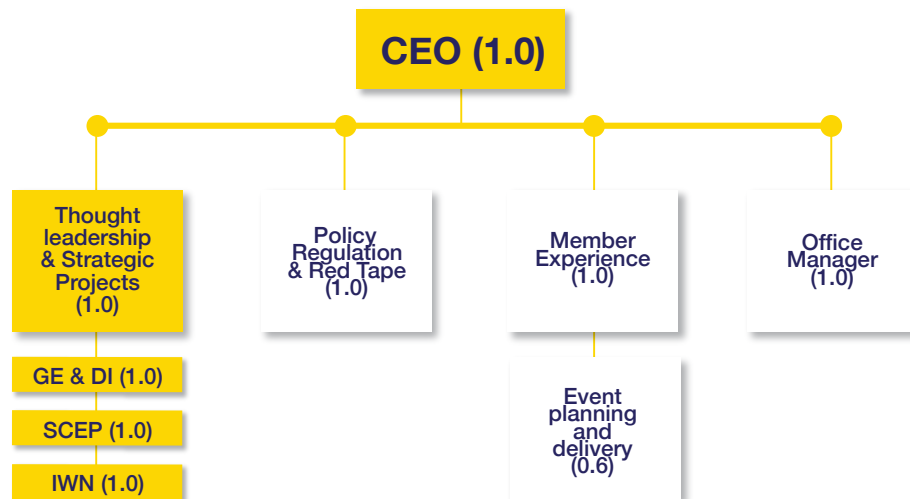 CEO (1.0)
Thought
leadership
& Strategic
Projects
(1.0)
Policy
Regulation
& Red Tape
(1.0)
Member
Experience
(1.0)
Office
Manager
(1.0)
GE & DI (1.0)
SCEP (1.0)
IWN (1.0)
Event
planning
and
delivery
(0.6)